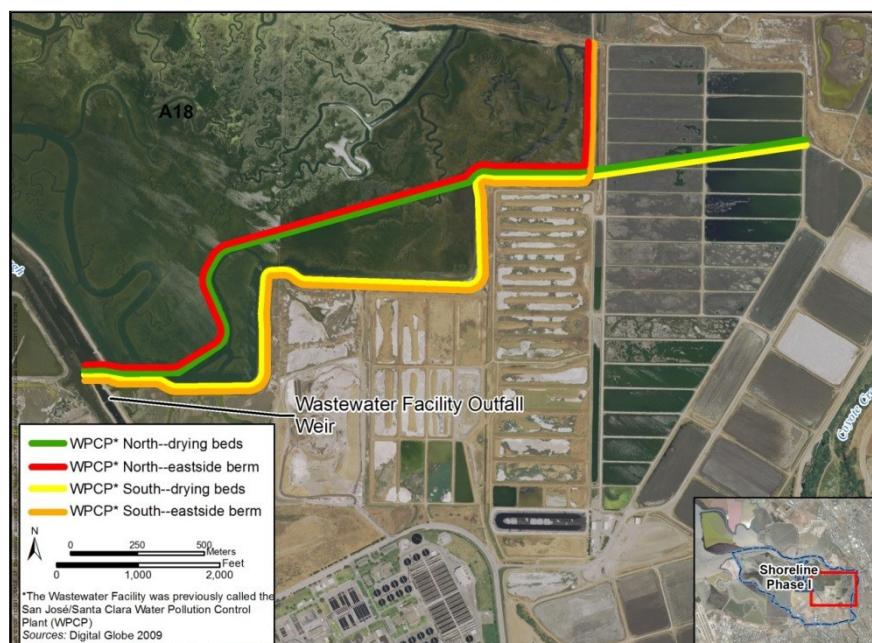 A18
Wastewater Facility Outfall
Weir
WPCP* North--drying beds
WPCP* North--eastside berm
WPCP* South--drying beds
WPCP* South--eastside berm
N
0 250 500
Meters
Feet
0 1,000 2,000
*The Wastewater Facility was previously called the
San José/Santa Clara Water Pollution Control
Plant (WPCP)
Sources: Digital Globe 2009
Shoreline
Phase I